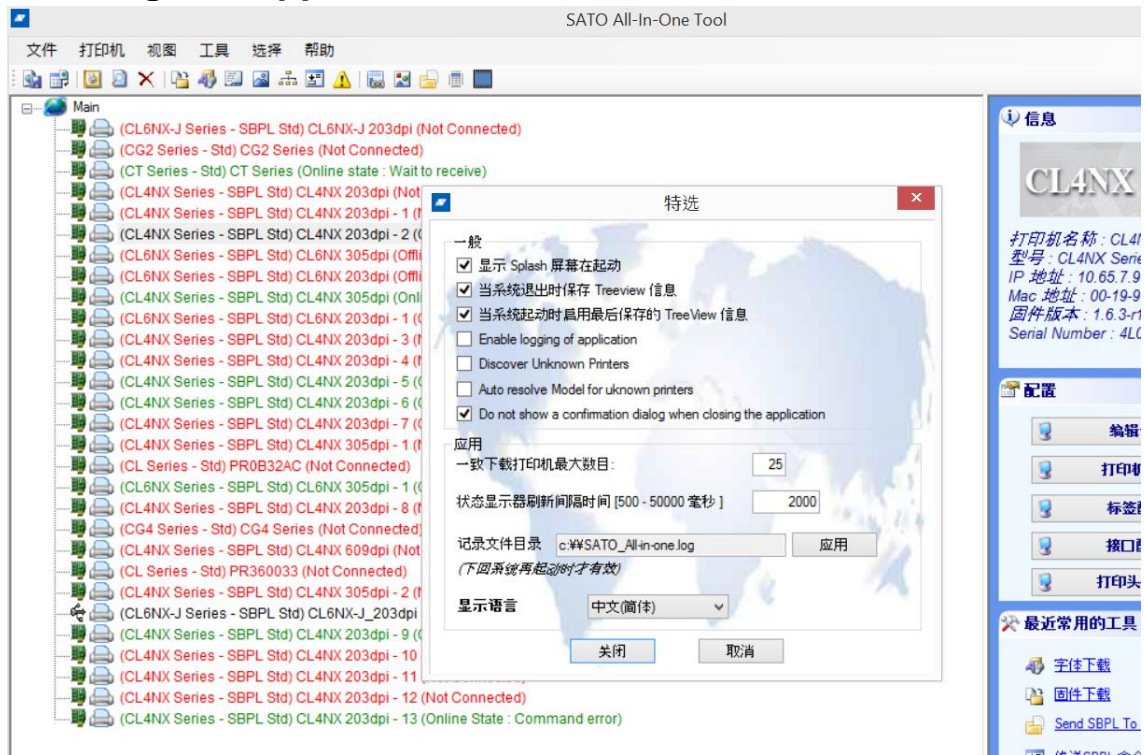 SATO All-In-One Tool
文件 打印机 视图 工具 选择 帮助
Main
(CL6NX-J Series - SBPL Std) CL6NX-J 203dpi (Not Connected)
(CG2 Series - Std) CG2 Series (Not Connected)
(CT Series - Std) CT Series (Online state : Wait to receive)
(CL4NX Series - SBPL Std) CL4NX 203dpi (Not
(CL4NX Series - SBPL Std) CL4NX 203dpi - 1 (
(CL4NX Series - SBPL Std) CL4NX 203dpi - 2 (
(CL6NX Series - SBPL Std) CL6NX 305dpi (Offli
(CL6NX Series - SBPL Std) CL6NX 203dpi (Offli
(CL4NX Series - SBPL Std) CL4NX 305dpi (Onli
(CL6NX Series - SBPL Std) CL6NX 203dpi - 1 (
(CL4NX Series - SBPL Std) CL4NX 203dpi - 3 (
(CL4NX Series - SBPL Std) CL4NX 203dpi - 4 (
(CL4NX Series - SBPL Std) CL4NX 203dpi - 5 (
(CL4NX Series - SBPL Std) CL4NX 203dpi - 6 (
(CL4NX Series - SBPL Std) CL4NX 203dpi - 7 (
(CL4NX Series - SBPL Std) CL4NX 305dpi - 1 (
(CL Series - Std) PR0B32AC (Not Connected)
(CL6NX Series - SBPL Std) CL6NX 305dpi - 1 (
(CL4NX Series - SBPL Std) CL4NX 203dpi - 8 (
(CG4 Series - Std) CG4 Series (Not Connected)
(CL4NX Series - SBPL Std) CL4NX 609dpi (Not
(CL Series - Std) PR360033 (Not Connected)
(CL4NX Series - SBPL Std) CL4NX 305dpi - 2 (
(CL6NX-J Series - SBPL Std) CL6NX-J_203dpi
(CL4NX Series - SBPL Std) CL4NX 203dpi - 9 (
(CL4NX Series - SBPL Std) CL4NX 203dpi - 10
(CL4NX Series - SBPL Std) CL4NX 203dpi - 11
(CL4NX Series - SBPL Std) CL4NX 203dpi - 12 (Not Connected)
(CL4NX Series - SBPL Std) CL4NX 203dpi - 13 (Online State : Command error)
特选
一般
显示 Splash 屏幕在起动
当系统退出时保存 Treeview 信息
当系统起动时启用最后保存的 TreeView 信息
Enable logging of application
Discover Unknown Printers
Auto resolve Model for uknown printers
Do not show a confirmation dialog when closing the application
应用
一致下载打印机最大数目: 25
状态显示器刷新间隔时间 [500 - 50000 毫秒 ] 2000
记录文件目录 c:¥¥SATO_All-in-one.log 应用
(下回系统再起动时才有效)
显示语言 中文(简体)
关闭 取消
信息
CL4NX
打印机名称 : CL4N
型号 : CL4NX Serie
IP 地址 : 10.65.7.9
Mac 地址 : 00-19-9
固件版本 : 1.6.3-r1
Serial Number : 4L0
配置
编辑
打印机
标签
接口
打印头
最近常用的工具
字体下载
固件下载
Send SBPL To